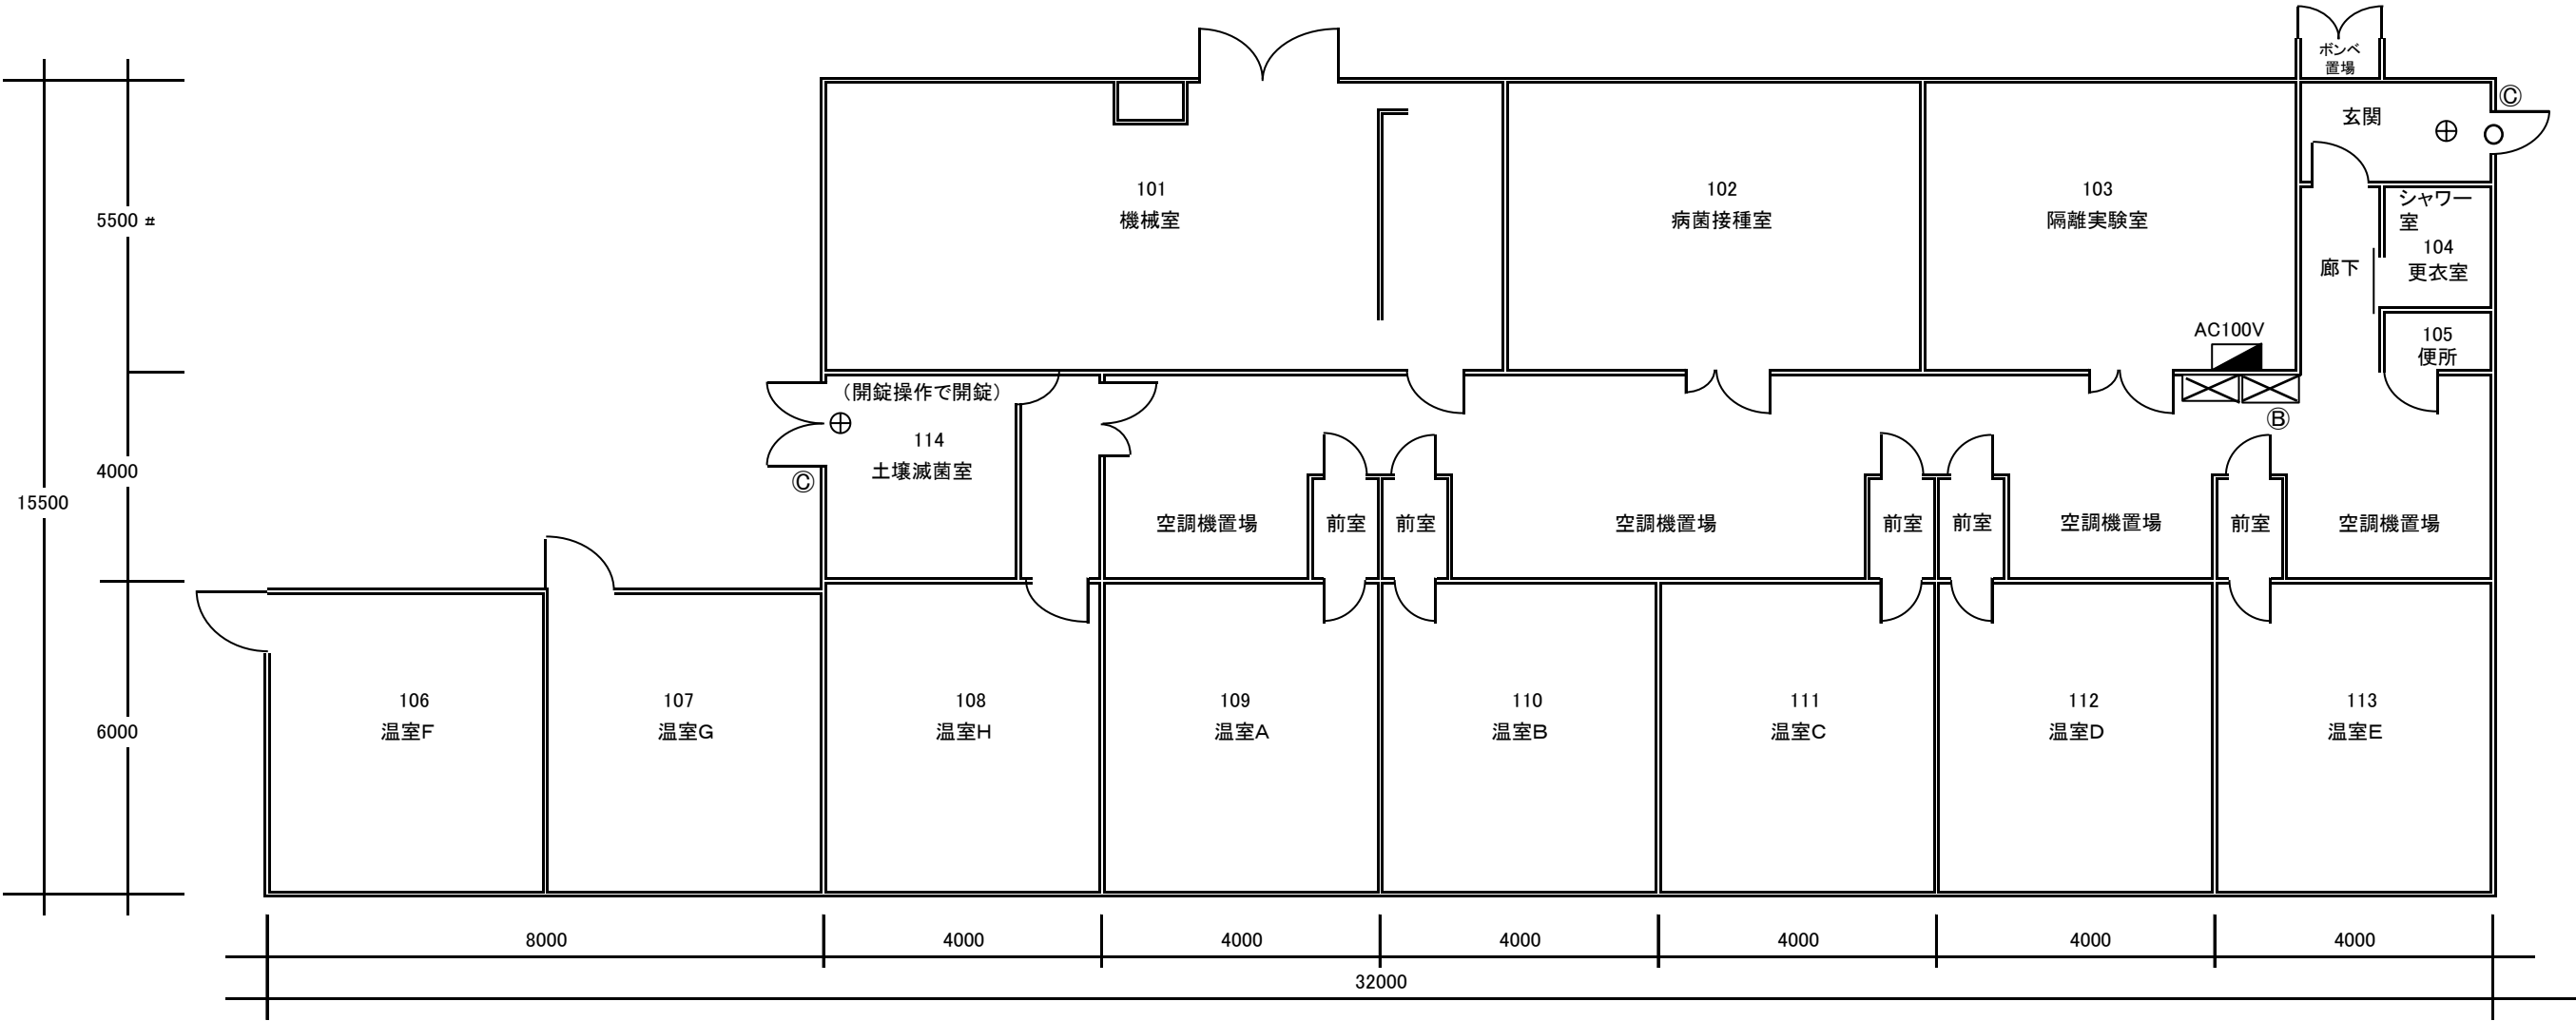 ボンベ
置場
Ⓒ
玄関
101
機械室
102
病菌接種室
103
隔離実験室
シャワー
室
104
更衣室
廊下
5500 #
AC100V
105
便所
(開錠操作で開錠)
Ⓑ
114
土壌滅菌室
Ⓒ
4000
15500
空調機置場
前室
前室
空調機置場
前室
前室
空調機置場
前室
空調機置場
106
温室F
107
温室G
108
温室H
109
温室A
110
温室B
111
温室C
112
温室D
113
温室E
6000
8000
4000
4000
4000
4000
4000
4000
32000